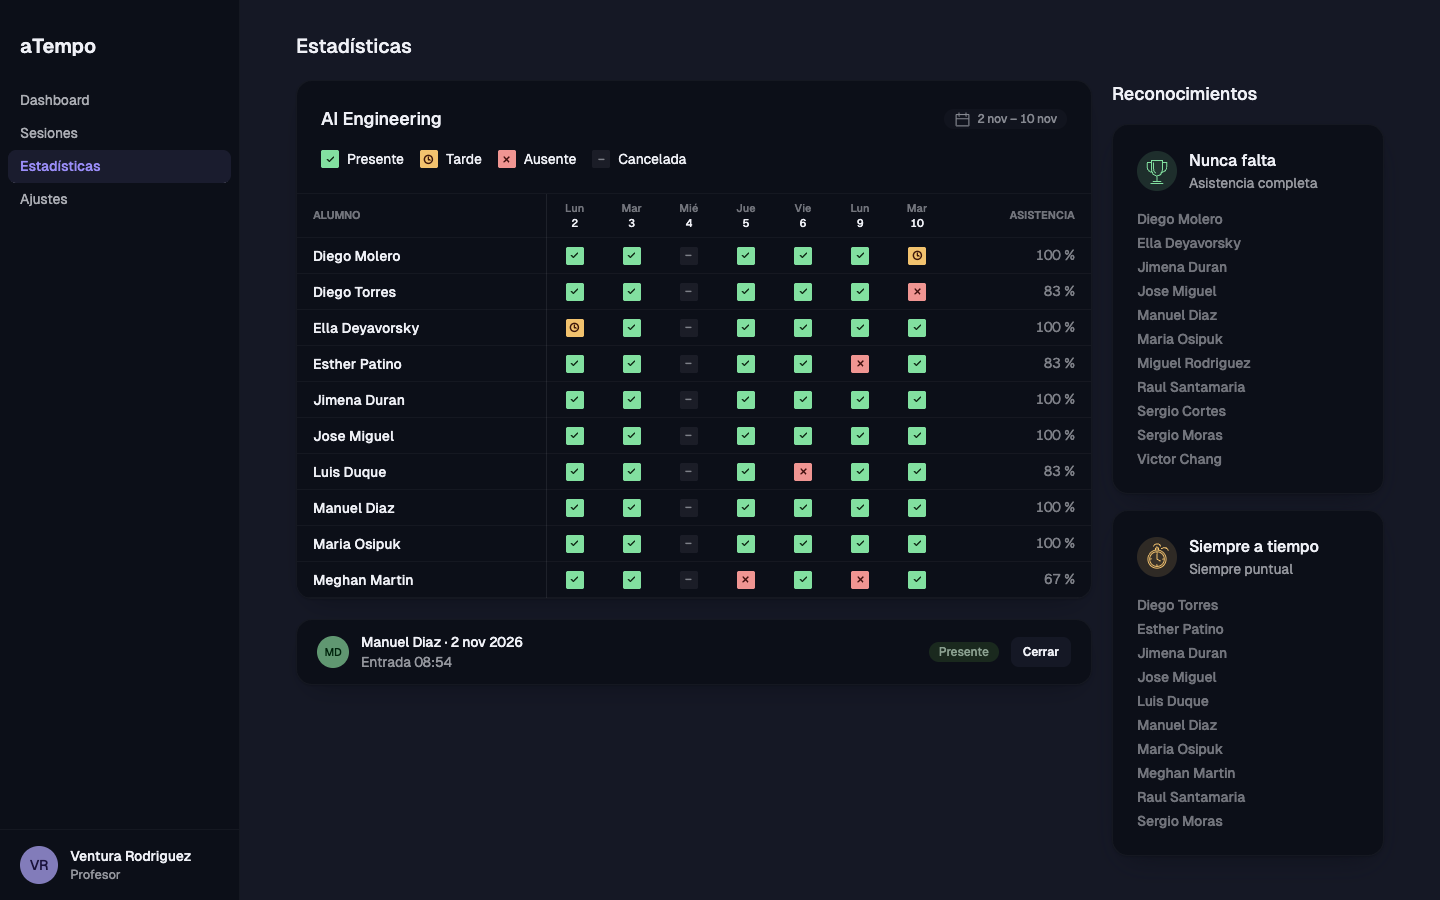 aTempo
Dashboard
Sesiones
Estadísticas
Ajustes
Ventura Rodriguez
Profesor
VR
Estadísticas
AI Engineering
2 nov – 10 nov
Presente Tarde Ausente Cancelada
ALUMNO Lun 2 Mar 3 Mié 4 Jue 5 Vie 6 Lun 9 Mar 10 ASISTENCIA
Diego Molero 100 %
Diego Torres 83 %
Ella Deyavorsky 100 %
Esther Patino 83 %
Jimena Duran 100 %
Jose Miguel 100 %
Luis Duque 83 %
Manuel Diaz 100 %
Maria Osipuk 100 %
Meghan Martin 67 %
MD
Manuel Diaz · 2 nov 2026
Entrada 08:54
Presente
Cerrar
Reconocimientos
Nunca falta
Asistencia completa
Diego Molero
Ella Deyavorsky
Jimena Duran
Jose Miguel
Manuel Diaz
Maria Osipuk
Miguel Rodriguez
Raul Santamaria
Sergio Cortes
Sergio Moras
Victor Chang
Siempre a tiempo
Siempre puntual
Diego Torres
Esther Patino
Jimena Duran
Jose Miguel
Luis Duque
Manuel Diaz
Maria Osipuk
Meghan Martin
Raul Santamaria
Sergio Moras